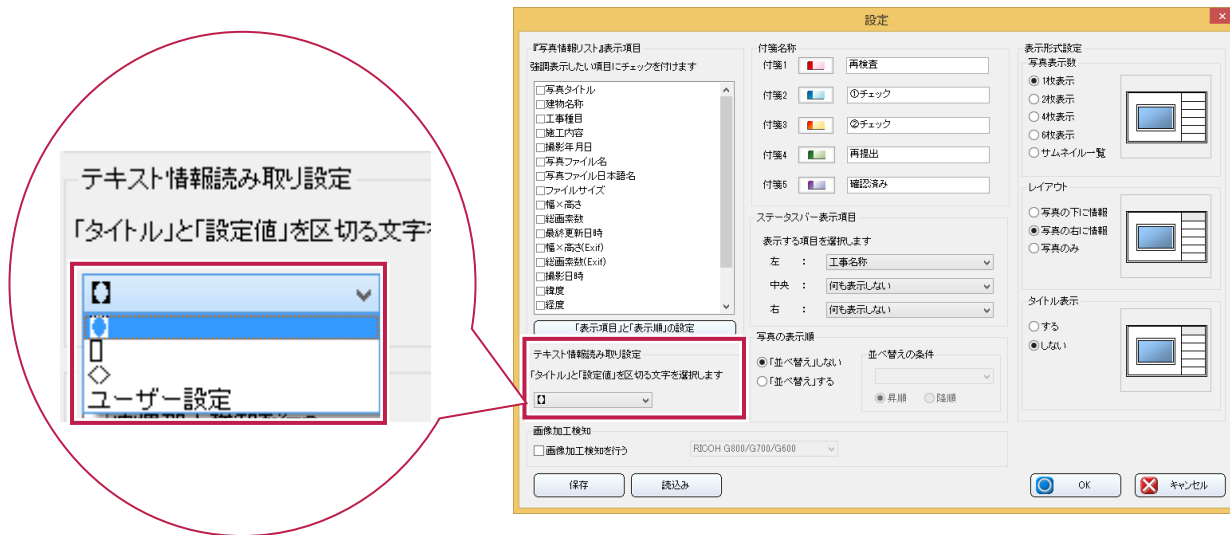 テキスト情報読み取り設定
「タイトル」と「設定値」を区切る文字
【】
【】
[]
◇
ユーザー設定
設定
『写真情報リスト』表示項目
強調表示したい項目にチェックを付けます
写真タイトル
建物名称
工事種目
施工内容
撮影年月日
写真ファイル名
写真ファイル日本語名
ファイルサイズ
幅×高さ
総画素数
最終更新日時
幅×高さ(Exif)
総画素数(Exif)
撮影日時
緯度
経度
「表示項目」と「表示順」の設定
テキスト情報読み取り設定
「タイトル」と「設定値」を区切る文字を選択します
【】
画像加工検知
画像加工検知を行う
RICOH G800/G700/G600
保存
読込み
付箋名称
付箋1 再検査
付箋2 ①チェック
付箋3 ②チェック
付箋4 再提出
付箋5 確認済み
ステータスバー表示項目
表示する項目を選択します
左 : 工事名称
中央 : 何も表示しない
右 : 何も表示しない
写真の表示順
「並べ替え」しない
「並べ替え」する
並べ替えの条件
昇順 降順
表示形式設定
写真表示数
1枚表示
2枚表示
4枚表示
6枚表示
サムネイル一覧
レイアウト
写真の下に情報
写真の右に情報
写真のみ
タイトル表示
する
しない
OK
キャンセル